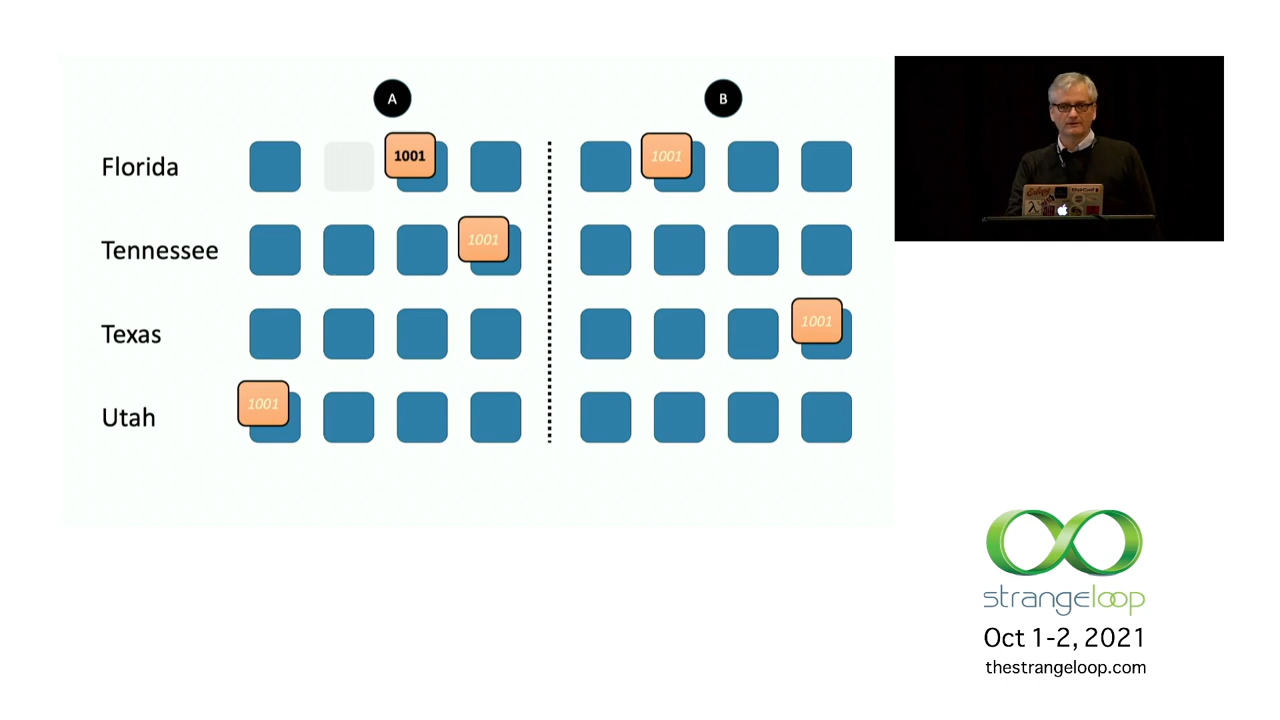 A
B
Florida
1001
1001
Tennessee
1001
Texas
1001
Utah
1001
strangeloop
Oct 1-2, 2021
thestrangeloop.com